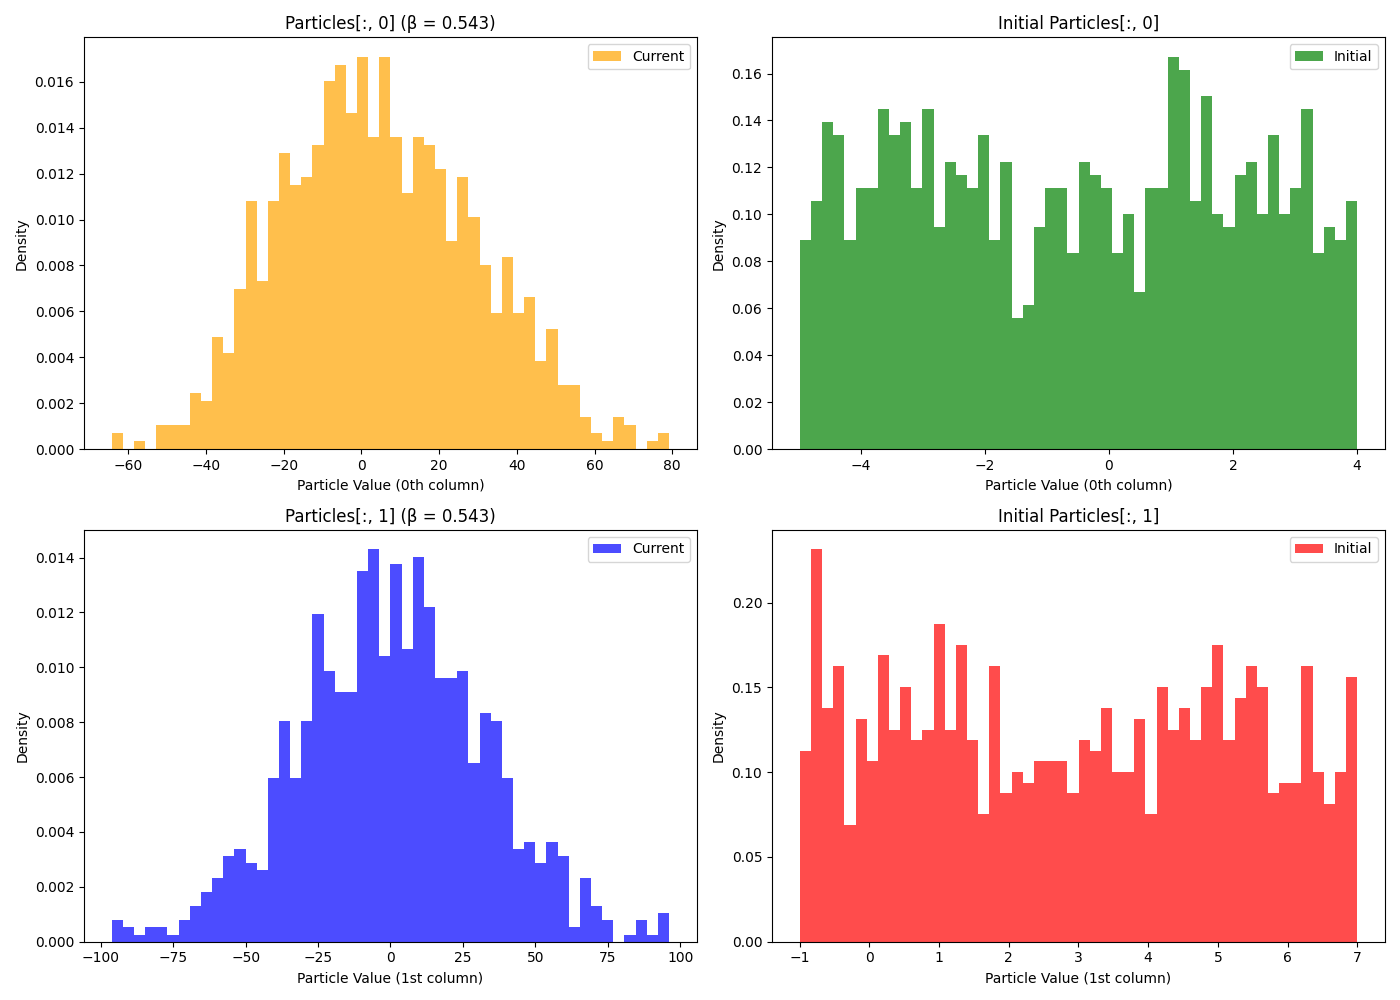 Particles[:, 0] (β = 0.543)
Current
Density
0.016
0.014
0.012
0.010
0.008
0.006
0.004
0.002
0.000
−60 −40 −20 0 20 40 60 80
Particle Value (0th column)
Initial Particles[:, 0]
Initial
Density
0.16
0.14
0.12
0.10
0.08
0.06
0.04
0.02
0.00
−4 −2 0 2 4
Particle Value (0th column)
Particles[:, 1] (β = 0.543)
Current
Density
0.014
0.012
0.010
0.008
0.006
0.004
0.002
0.000
−100 −75 −50 −25 0 25 50 75 100
Particle Value (1st column)
Initial Particles[:, 1]
Initial
Density
0.20
0.15
0.10
0.05
0.00
−1 0 1 2 3 4 5 6 7
Particle Value (1st column)